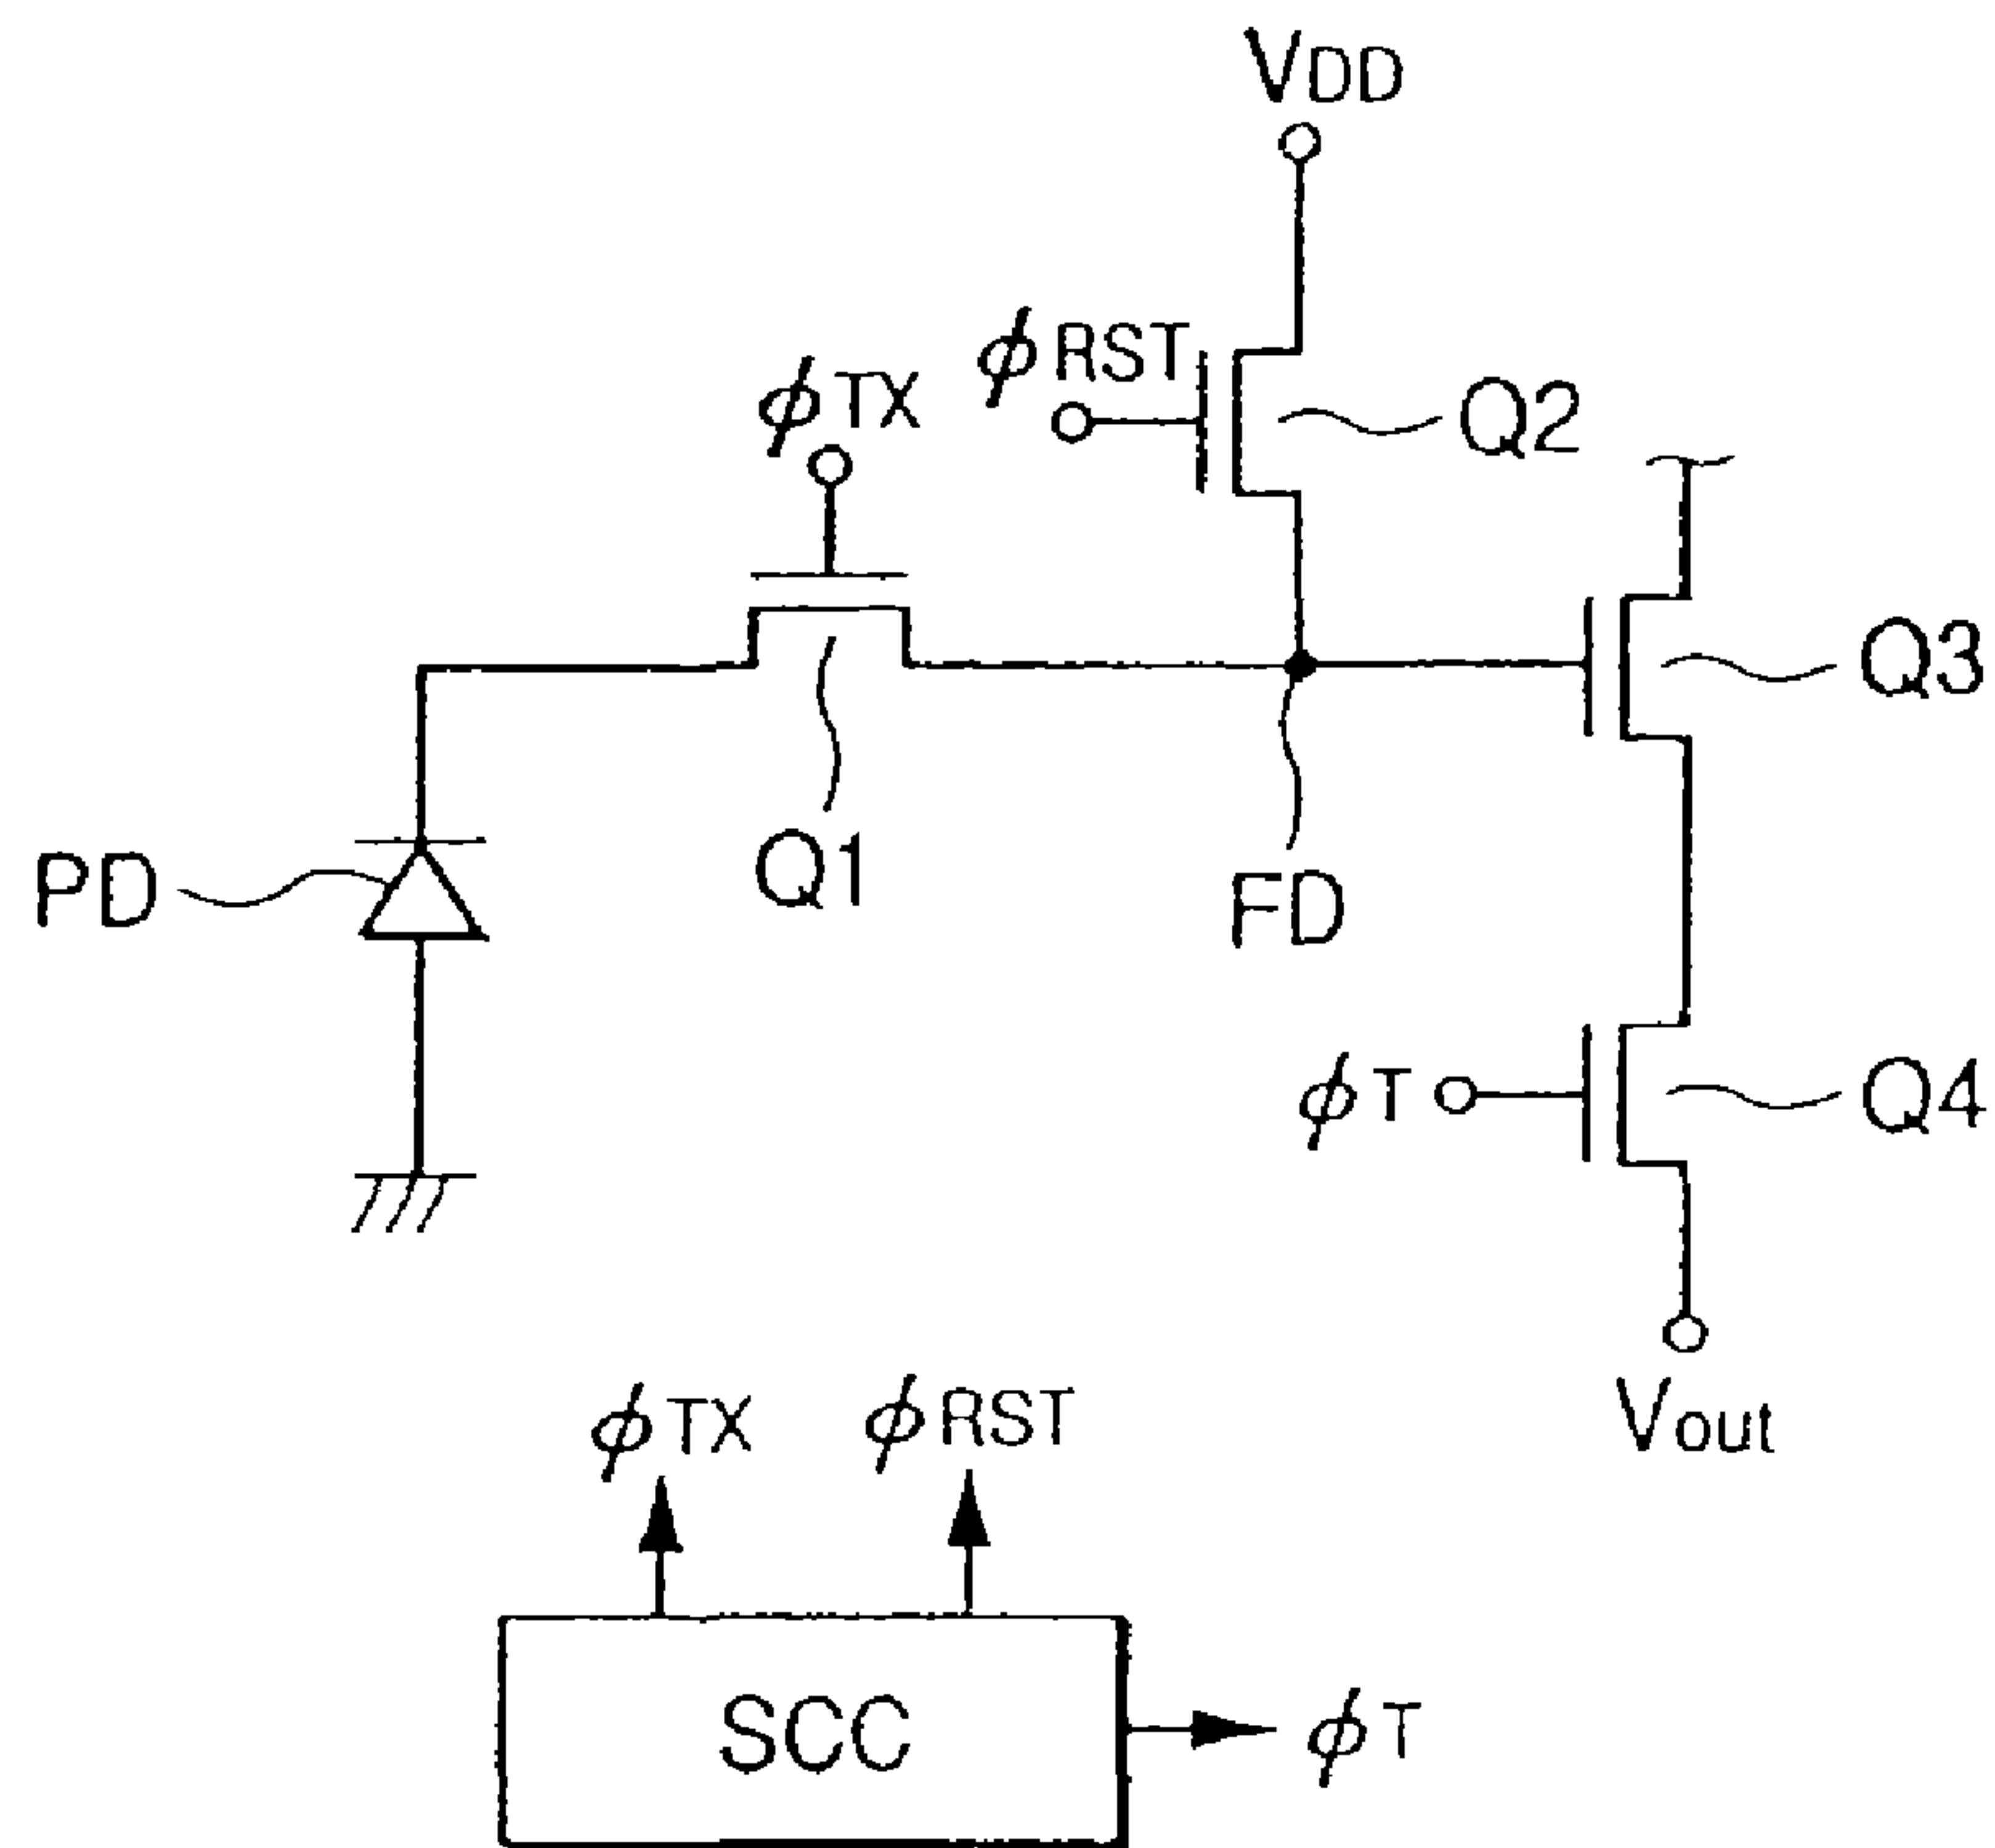 VDD
ϕRST
ϕTX
Q2
Q3
Q1
PD
FD
ϕT
Q4
Vout
ϕTX
ϕRST
SCC
ϕT